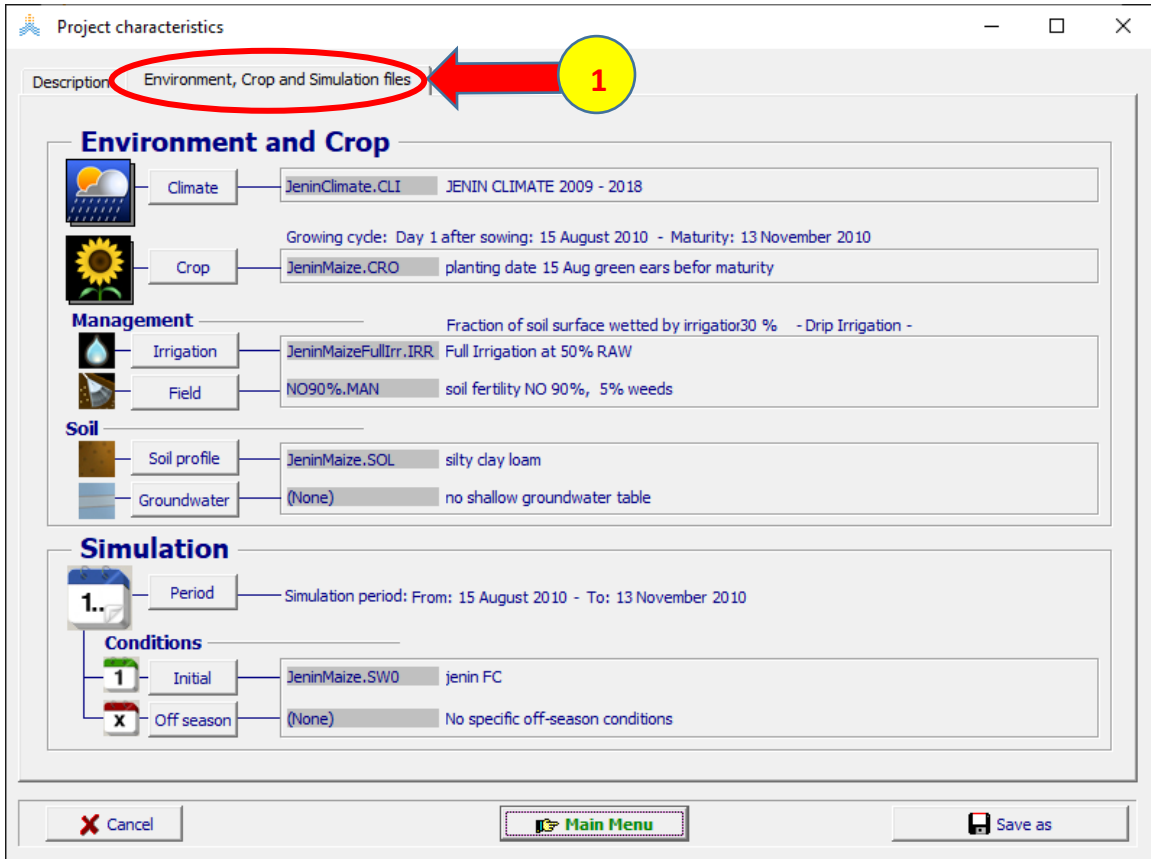 Project characteristics
Description
Environment, Crop and Simulation files
1
Environment and Crop
Climate
JeninClimate.CLI
JENIN CLIMATE 2009 - 2018
Growing cycle: Day 1 after sowing: 15 August 2010 - Maturity: 13 November 2010
Crop
JeninMaize.CRO
planting date 15 Aug green ears befor maturity
Management
Fraction of soil surface wetted by irrigation30 % - Drip Irrigation -
Irrigation
JeninMaizeFullIrr.IRR
Full Irrigation at 50% RAW
Field
NO90%.MAN
soil fertility NO 90%, 5% weeds
Soil
Soil profile
JeninMaize.SOL
silty clay loam
Groundwater
(None)
no shallow groundwater table
Simulation
1..
Period
Simulation period: From: 15 August 2010 - To: 13 November 2010
Conditions
1
Initial
JeninMaize.SW0
jenin FC
x
Off season
(None)
No specific off-season conditions
Cancel
Main Menu
Save as